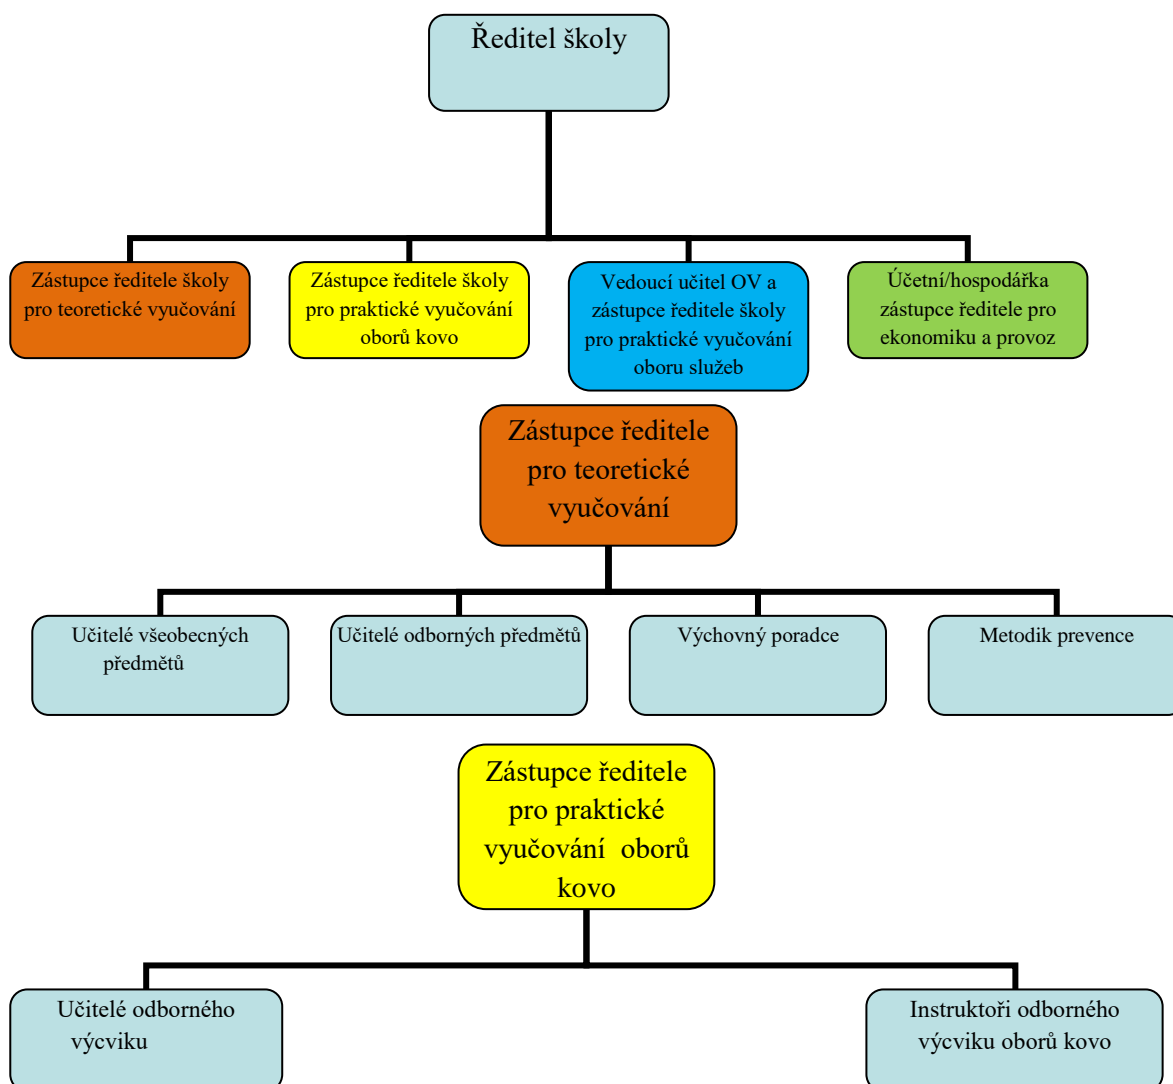 Ředitel školy
Zástupce ředitele školy
pro teoretické vyučování
Zástupce ředitele školy
pro praktické vyučování
oborů kovo
Vedoucí učitel OV a
zástupce ředitele školy
pro praktické vyučování
oboru služeb
Účetní/hospodářka
zástupce ředitele pro
ekonomiku a provoz
Zástupce ředitele
pro teoretické
vyučování
Učitelé všeobecných
předmětů
Učitelé odborných předmětů
Výchovný poradce
Metodik prevence
Zástupce ředitele
pro praktické
vyučování oborů
kovo
Učitelé odborného
výcviku
Instruktoři odborného
výcviku oborů kovo